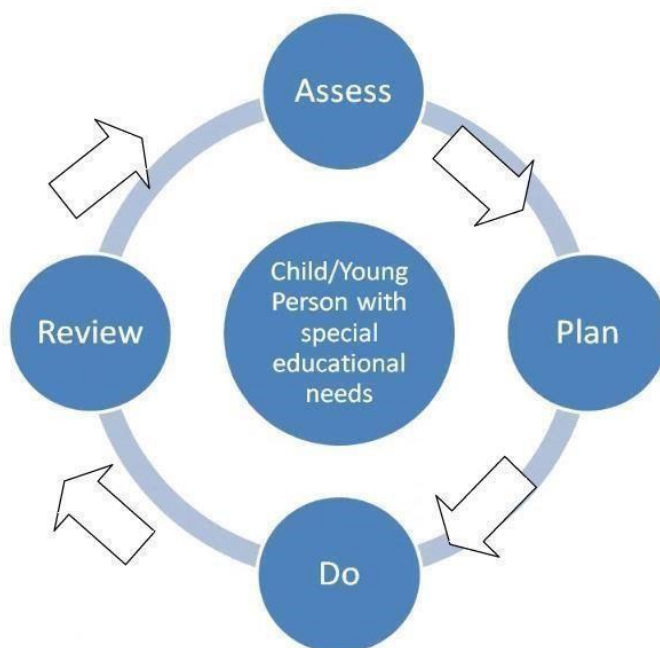 Assess
Child/Young
Person with
special
educational
needs
Review
Plan
Do